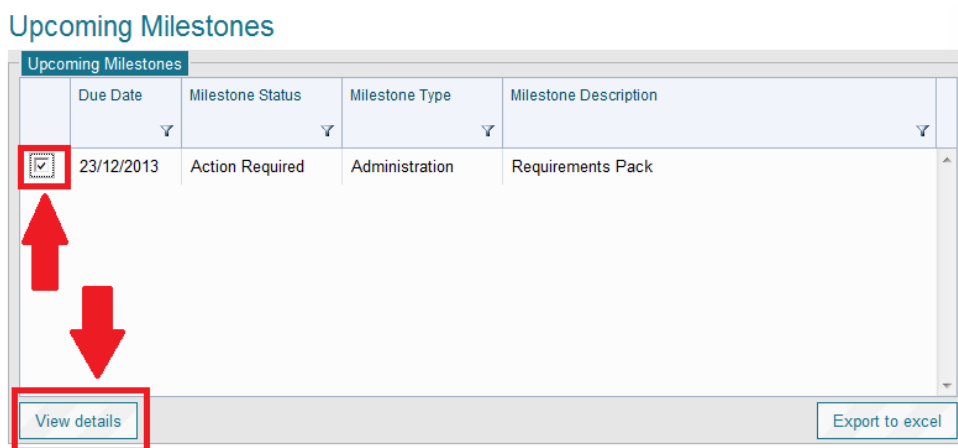 Upcoming Milestones
Upcoming Milestones
Due Date Milestone Status Milestone Type Milestone Description
23/12/2013 Action Required Administration Requirements Pack
View details Export to excel